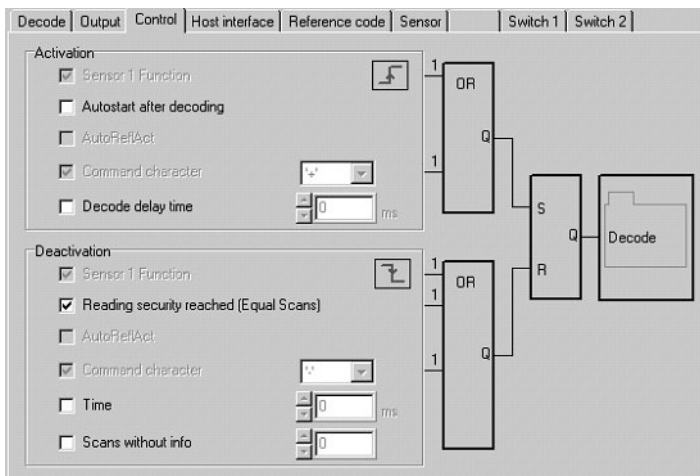 Decode Output Control Host interface Reference code Sensor Switch 1 Switch 2
Activation
Sensor 1 Function
Autostart after decoding
AutoReflAct
Command character '+'
Decode delay time 0 ms
1
1
OR
Q
Deactivation
Sensor 1 Function
Reading security reached (Equal Scans)
AutoReflAct
Command character '-'
Time 0 ms
Scans without info 0
1
1
1
OR
Q
S
R
Q
Decode